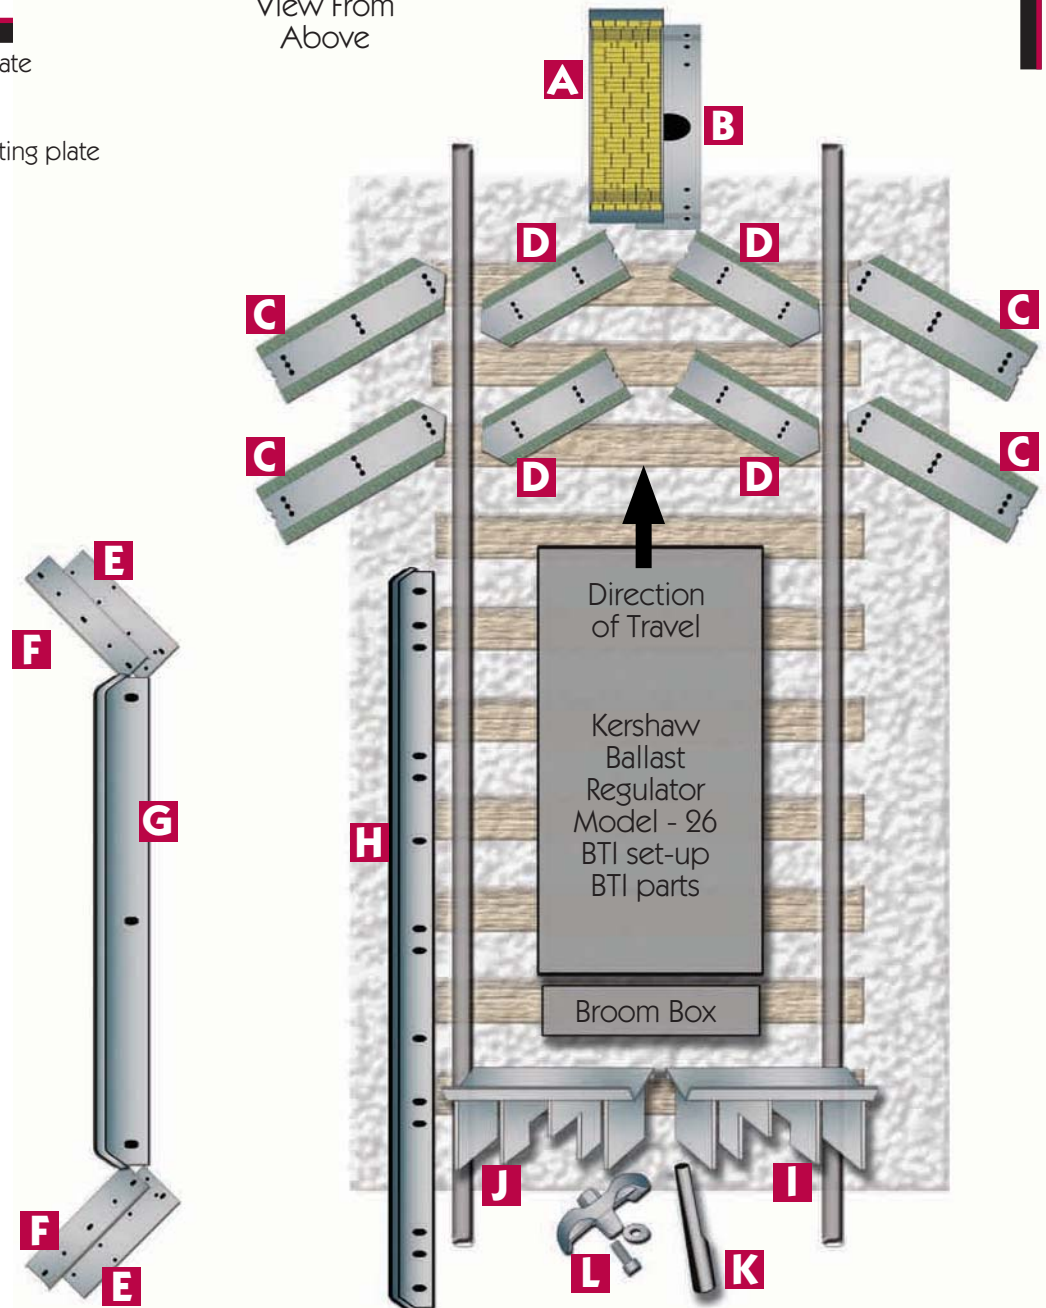 View From
Above
ate
ting plate
A
B
D
D
C
C
C
C
D
D
E
F
G
H
Direction
of Travel
Kershaw
Ballast
Regulator
Model - 26
BTI set-up
BTI parts
Broom Box
J
I
F
E
L
K